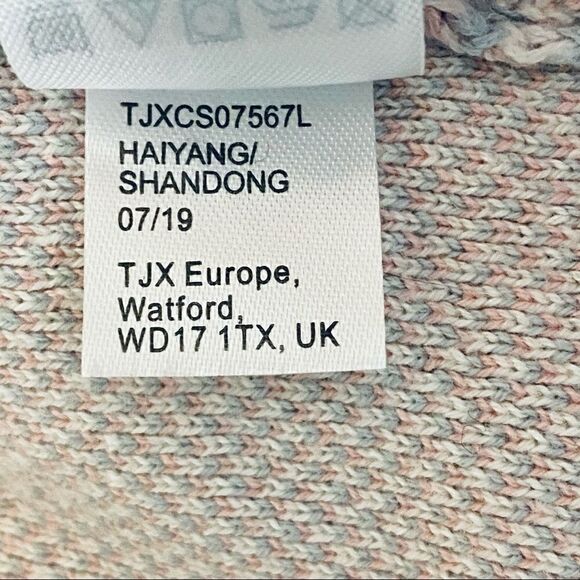 TJXCS07567L
HAIYANG/
SHANDONG
07/19
TJX Europe,
Watford,
WD17 1TX, UK